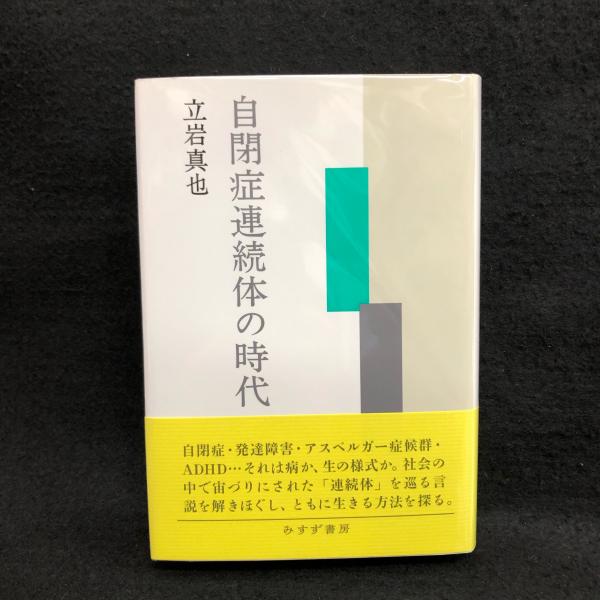 自閉症連続体の時代
立岩真也
自閉症・発達障害・アスペルガー症候群・
ADHD…それは病か、生の様式か。社会の
中で宙づりにされた「連続体」を巡る言
説を解きほぐし、ともに生きる方法を探る。
みすず書房